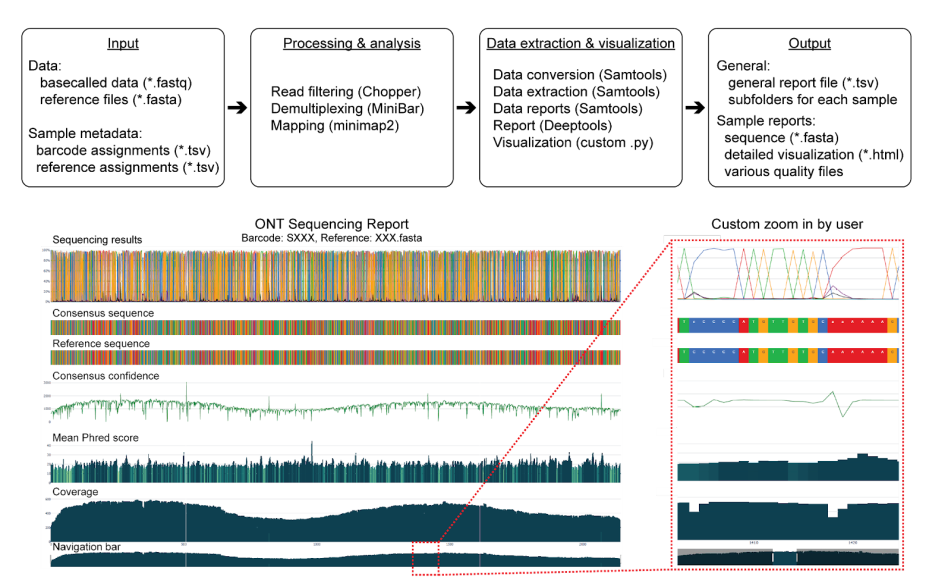 Input
Data:
basecalled data (*.fastq)
reference files (*.fasta)
Sample metadata:
barcode assignments (*.tsv)
reference assignments (*.tsv)
Processing & analysis
Read filtering (Chopper)
Demultiplexing (MiniBar)
Mapping (minimap2)
Data extraction & visualization
Data conversion (Samtools)
Data extraction (Samtools)
Data reports (Samtools)
Report (Deeptools)
Visualization (custom .py)
Output
General:
general report file (*.tsv)
subfolders for each sample
Sample reports:
sequence (*.fasta)
detailed visualization (*.html)
various quality files
ONT Sequencing Report
Barcode: SXXX, Reference: XXX.fasta
Sequencing results
Consensus sequence
Reference sequence
Consensus confidence
Mean Phred score
Coverage
Navigation bar
Custom zoom in by user